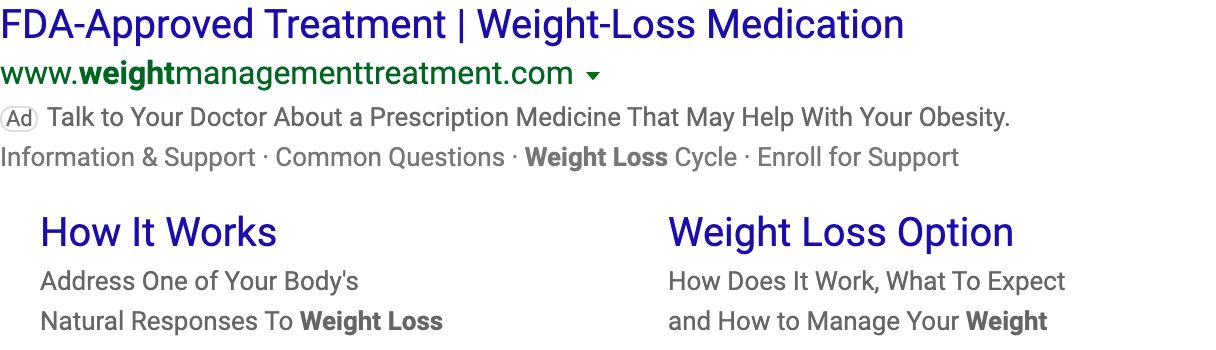 FDA-Approved Treatment | Weight-Loss Medication
www.weightmanagementtreatment.com
Ad Talk to Your Doctor About a Prescription Medicine That May Help With Your Obesity.
Information & Support · Common Questions · Weight Loss Cycle · Enroll for Support
How It Works
Address One of Your Body's
Natural Responses To Weight Loss
Weight Loss Option
How Does It Work, What To Expect
and How to Manage Your Weight